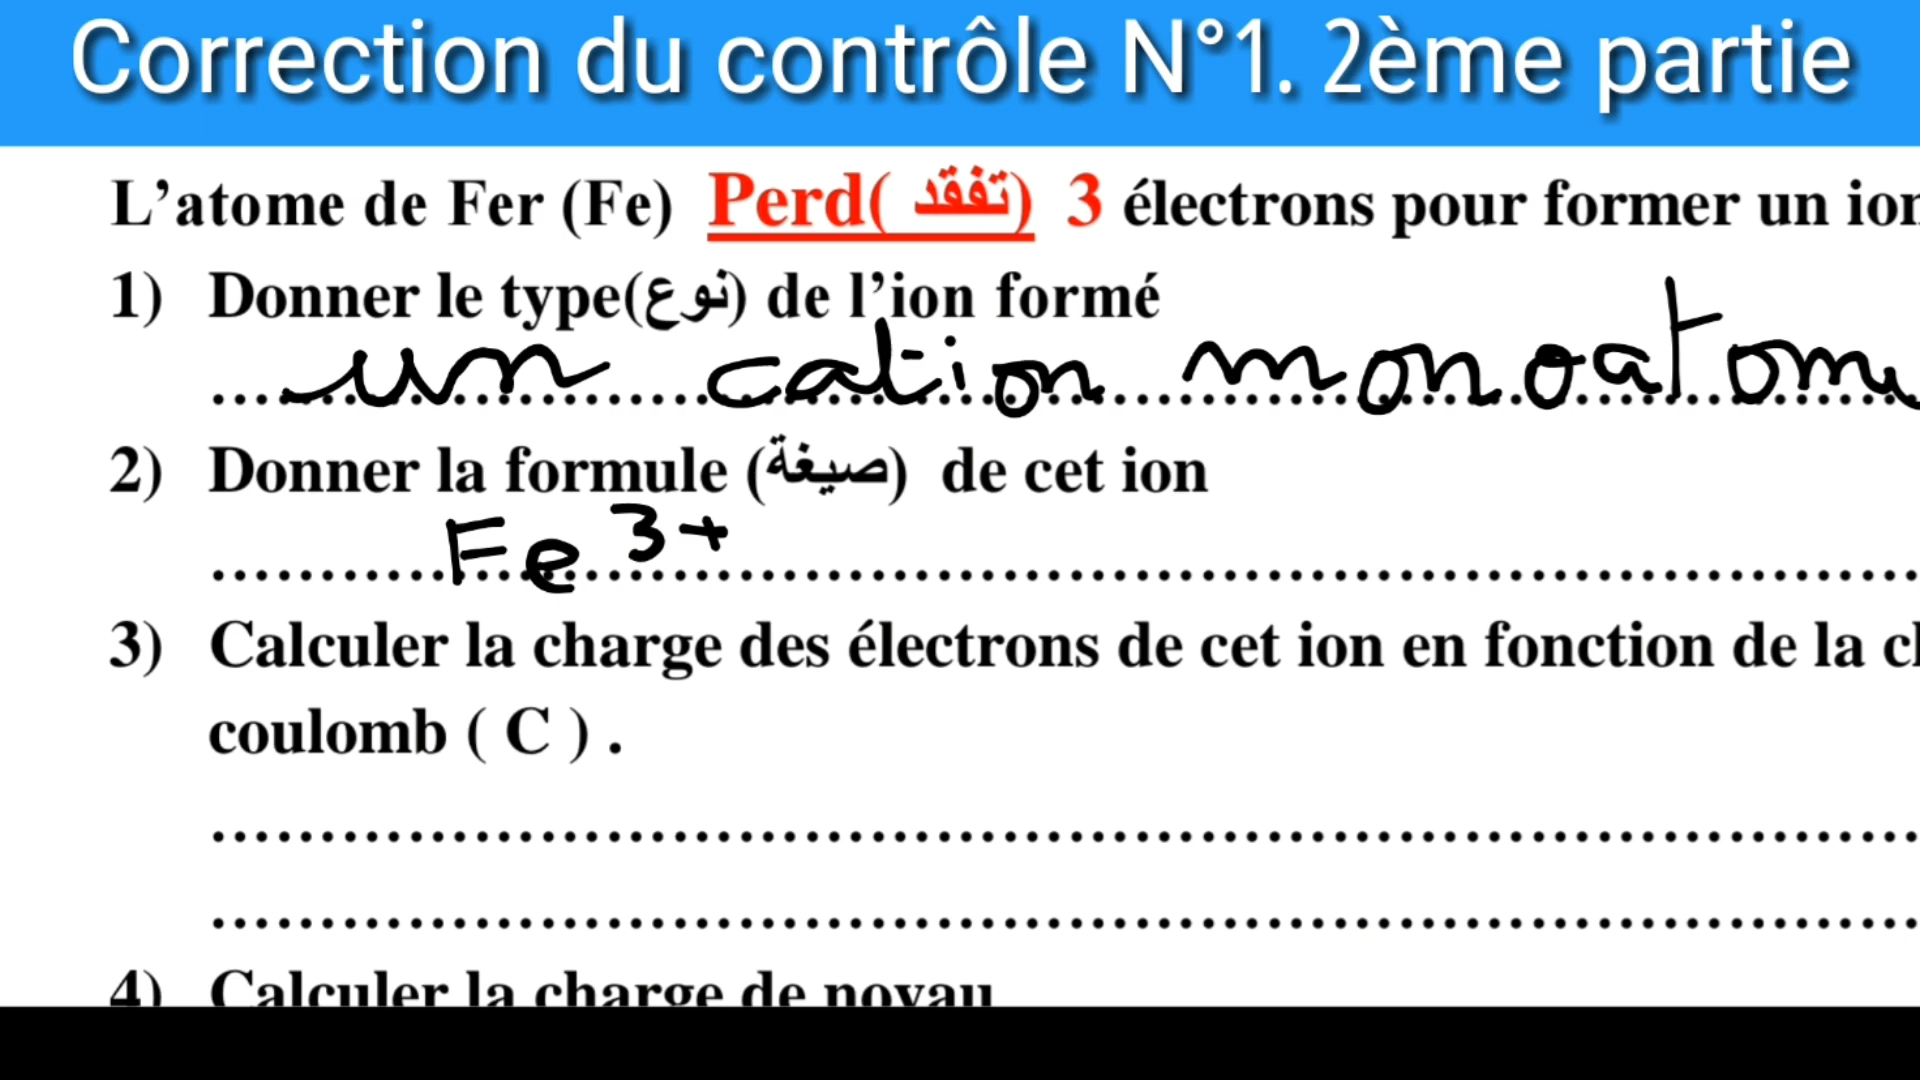 Correction du contrôle N°1. 2ème partie
L’atome de Fer (Fe) Perd( تفقد) 3 électrons pour former un ion
1) Donner le type(نوع) de l’ion formé
un cation monoatom
2) Donner la formule (صيغة) de cet ion
Fe³⁺
3) Calculer la charge des électrons de cet ion en fonction de la
coulomb ( C ) .
4) Calculer la charge de noyau